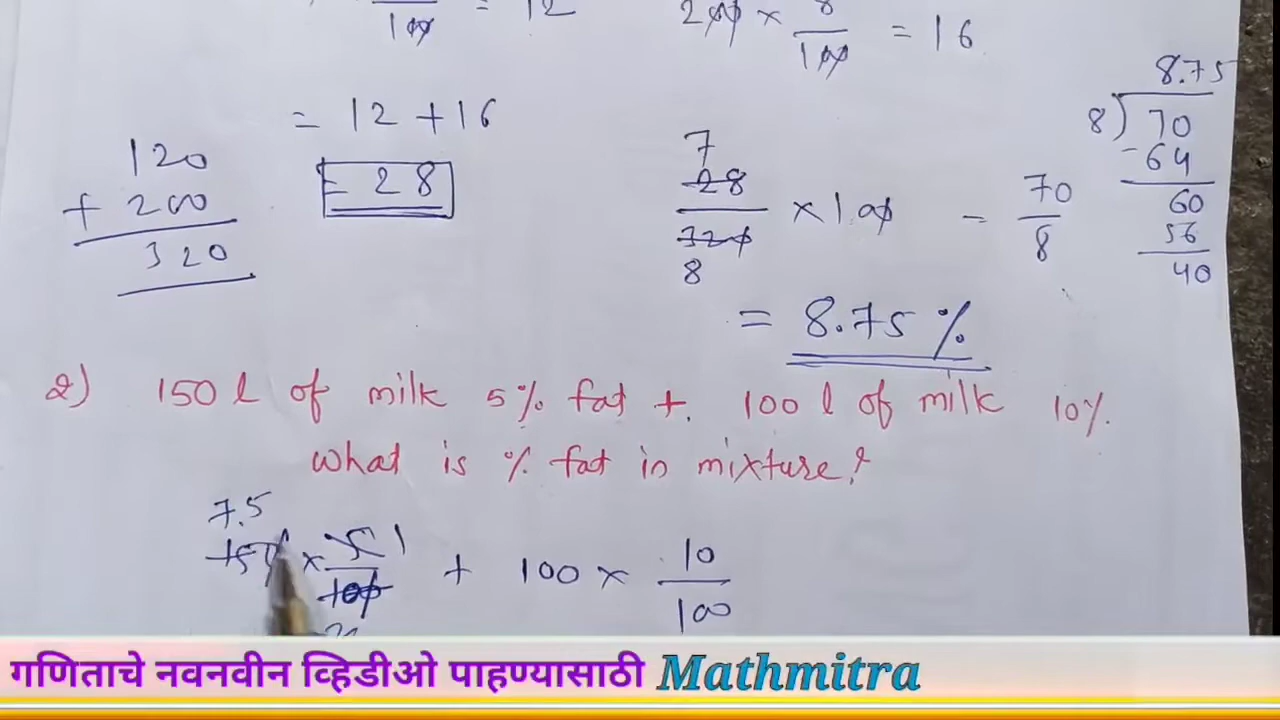 100 = 12
200 × 8/100 = 16
= 12 + 16
= 28
120
+ 200
320
7
28/320 × 100 = 70/8
8
= 8.75 %
8.75
8) 70
-64
60
56
40
2) 150 l of milk 5% fat + 100 l of milk 10%.
What is % fat in mixture?
7.5
150 × 5/100 1 + 100 × 10/100
गणिताचे नवनवीन व्हिडीओ पाहण्यासाठी Mathmitra